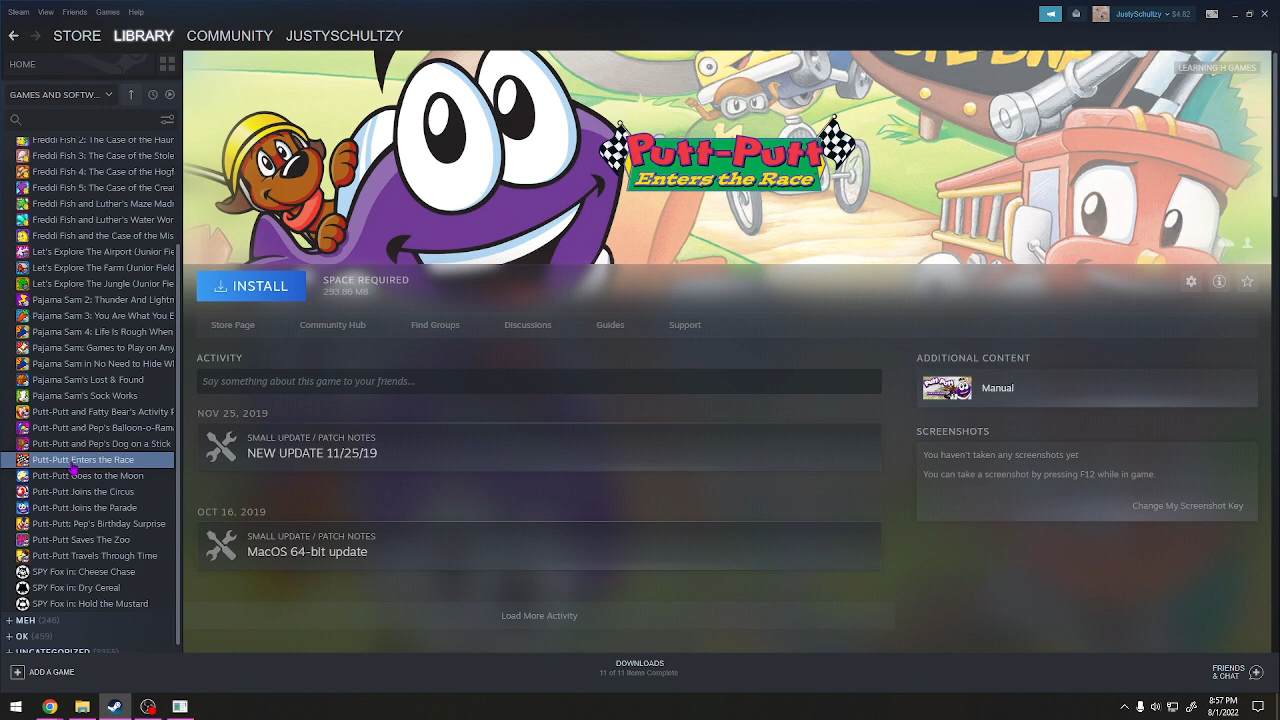 Steam View Friends Games Help
JustySchultzy $4.82
STORE LIBRARY COMMUNITY JUSTYSCHULTZY
HOME
GAMES AND SOFTW...
LEARNING H GAMES
Putt-Putt
Enters the Race
Freddi Fish 2: The Case of the Haun
Freddi Fish 3: The Case of the Stole
Freddi Fish 4: The Case of the Hogf
Freddi Fish 5: The Case of the Creat
Freddi Fish and Luther's Maze Mad
Freddi Fish and Luther's Water Wor
Freddi Fish and the Case of the Mis
Let's Explore The Airport (Junior Fie
Let's Explore The Farm (Junior Field
Let's Explore The Jungle (Junior Fiel
Pajama Sam 2: Thunder And Lightn
Pajama Sam 3: You Are What You E
Pajama Sam 4: Life Is Rough When
Pajama Sam: Games to Play on Any
Pajama Sam in No Need to Hide W
Pajama Sam's Lost & Found
Pajama Sam's Sock Works
Putt-Putt and Fatty Bear's Activity P
Putt-Putt and Pep's Balloon-o-Ram
Putt-Putt and Pep's Dog on a Stick
Putt-Putt Enters the Race
Putt-Putt Goes to the Moon
Putt-Putt Joins the Circus
Putt-Putt Joins the Parade
Putt-Putt Pep's Birthday Surprise
Putt-Putt Saves The Zoo
Putt-Putt Travels Through Time
SPY Fox in: Cheese Chase
SPY Fox in: Dry Cereal
SPY Fox in: Hold the Mustard
+ MEH (246)
+ OK (459)
INSTALL
SPACE REQUIRED
293.86 MB
Store Page Community Hub Find Groups Discussions Guides Support
ACTIVITY
Say something about this game to your friends...
NOV 25, 2019
SMALL UPDATE / PATCH NOTES
NEW UPDATE 11/25/19
OCT 16, 2019
SMALL UPDATE / PATCH NOTES
MacOS 64-bit update
Load More Activity
ADDITIONAL CONTENT
Manual
SCREENSHOTS
You haven't taken any screenshots yet
You can take a screenshot by pressing F12 while in game.
Change My Screenshot Key
ADD A GAME
DOWNLOADS
11 of 11 Items Complete
FRIENDS
& CHAT
9:25 AM
8/1/2022